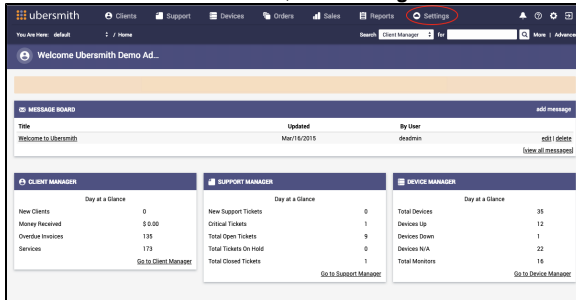 ubersmith Clients Support Devices Orders Sales Reports Settings
You Are Here: default / Home Search Client Manager for More | Advance
Welcome Ubersmith Demo Ad...
MESSAGE BOARD add message
Title Updated By User
Welcome to Ubersmith Mar/16/2015 deadmin edit | delete
[view all messages]
CLIENT MANAGER SUPPORT MANAGER DEVICE MANAGER
Day at a Glance Day at a Glance Day at a Glance
New Clients 0 New Support Tickets 0 Total Devices 35
Money Received $ 0.00 Critical Tickets 1 Devices Up 12
Overdue Invoices 135 Total Open Tickets 9 Devices Down 1
Services 173 Total Tickets On Hold 0 Devices N/A 22
Go to Client Manager Total Closed Tickets 1 Total Monitors 16
Go to Support Manager Go to Device Manager